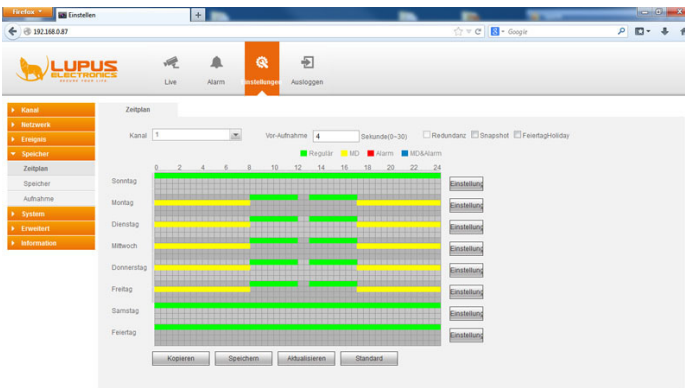 Firefox
Einstellen
192.168.0.87
Google
LUPUS
ELECTRONICS
Live
Alarm
Einstellungen
Ausloggen
Kanal
Netzwerk
Ereignis
Speicher
Zeitplan
Speicher
Aufnahme
System
Erweitert
Information
Zeitplan
Kanal 1 Vor-Aufnahme 4 Sekunde(0~30) Redundanz Snapshot FeiertagHoliday
Regulär MD Alarm MD&Alarm
0 2 4 6 8 10 12 14 16 18 20 22 24
Sonntag Einstellung
Montag Einstellung
Dienstag Einstellung
Mittwoch Einstellung
Donnerstag Einstellung
Freitag Einstellung
Samstag Einstellung
Feiertag Einstellung
Kopieren Speichern Aktualisieren Standard